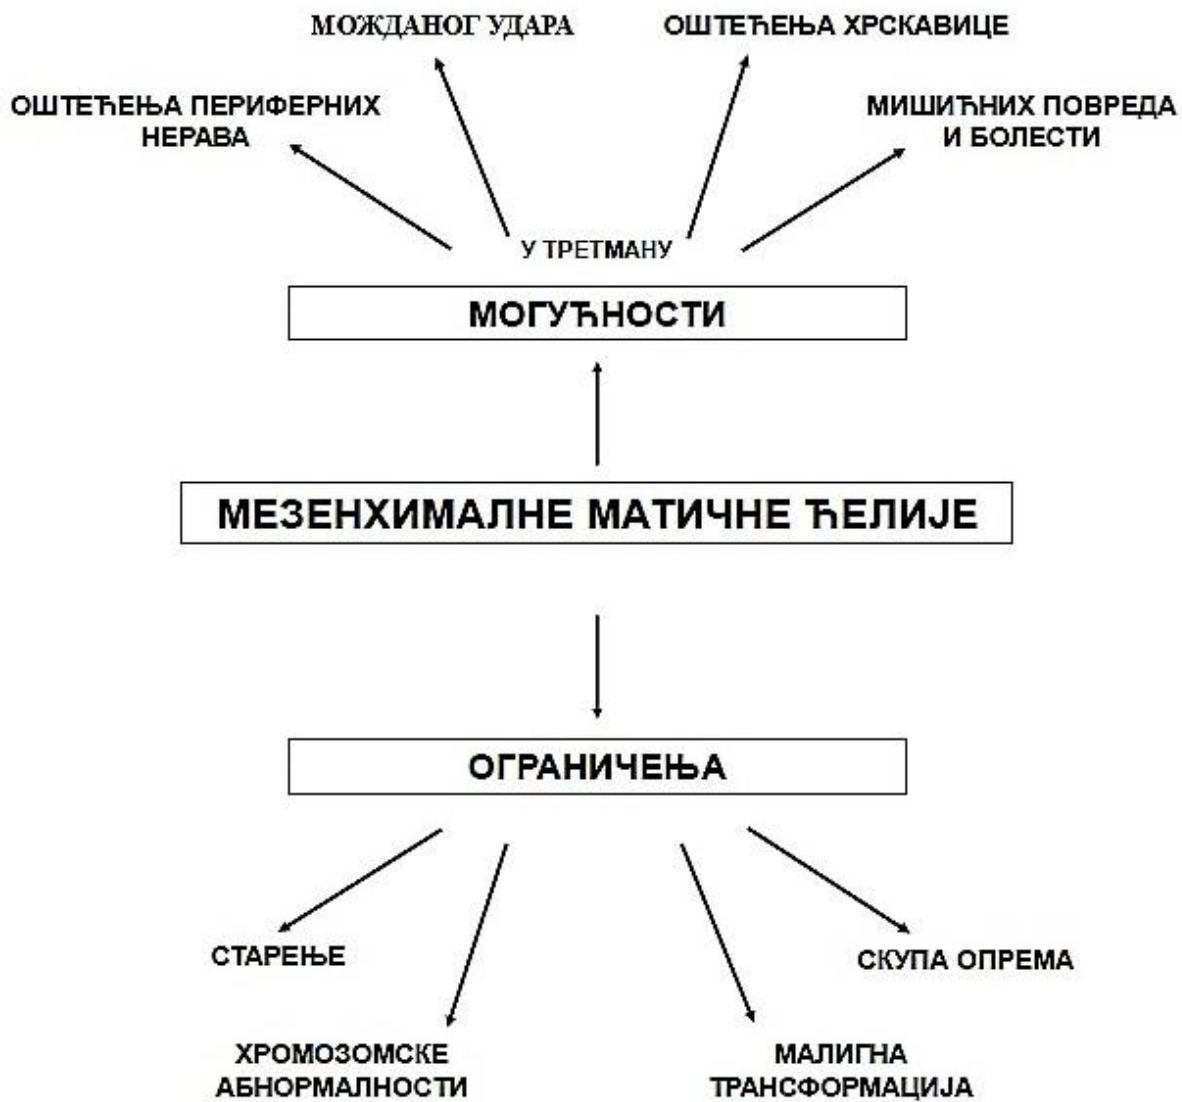 МОЖДАНОГ УДАРА
ОШТЕЋЕЊА ХРСКАВИЦЕ
ОШТЕЋЕЊА ПЕРИФЕРНИХ
НЕРАВА
МИШИЋНИХ ПОВРЕДА
И БОЛЕСТИ
У ТРЕТМАНУ
МОГУЋНОСТИ
МЕЗЕНХИМАЛНЕ МАТИЧНЕ ЋЕЛИЈЕ
ОГРАНИЧЕЊА
СТАРЕЊЕ
СКУПА ОПРЕМА
ХРОМОЗОМСКЕ
АБНОРМАЛНОСТИ
МАЛИГНА
ТРАНСФОРМАЦИЈА